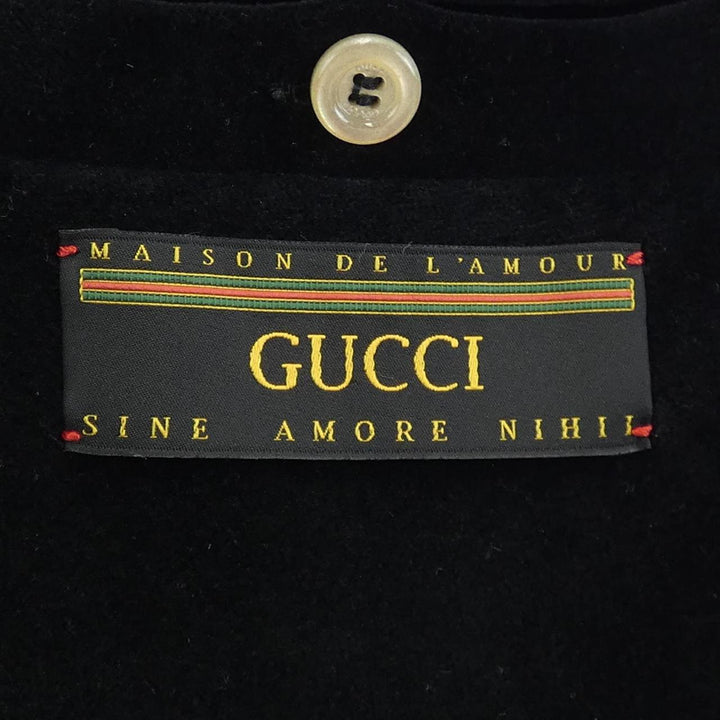 MAISON DE L'AMOUR
GUCCI
SINE AMORE NIHIL